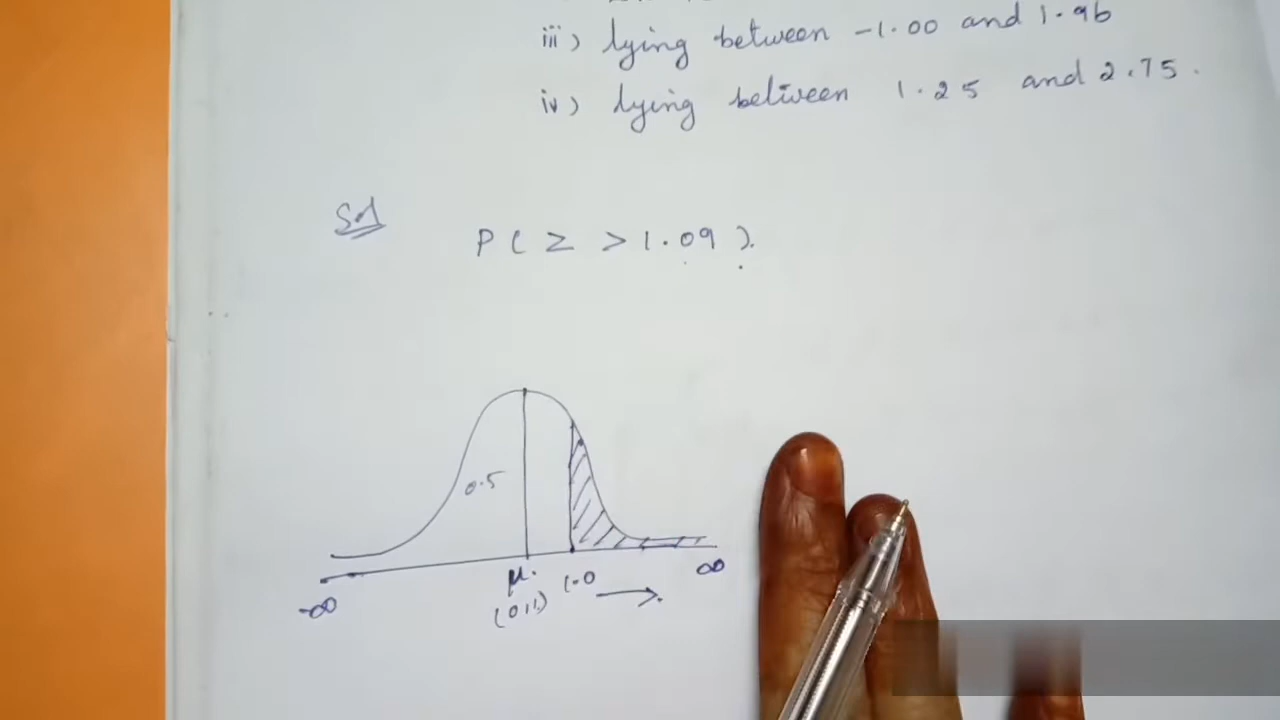 iii) lying between -1.00 and 1.96
iv) lying between 1.25 and 2.75.
Sol
P( Z > 1.09 ).
0.5
μ.
1.0
∞
-∞
(0,1)